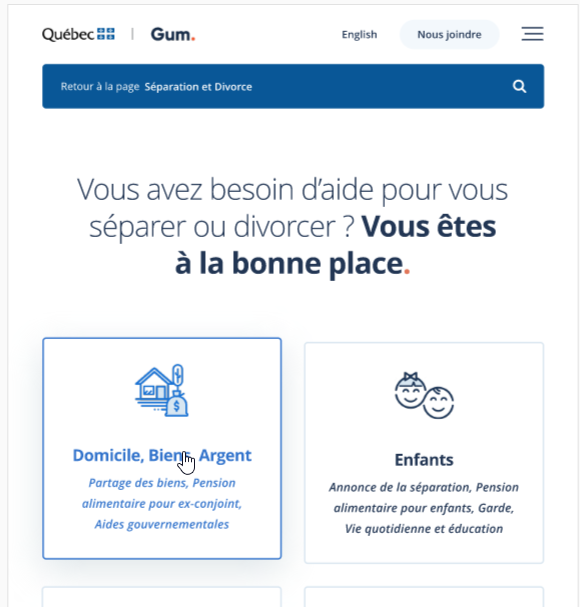 Québec | Gum. English Nous joindre
Retour à la page Séparation et Divorce
Vous avez besoin d’aide pour vous
séparer ou divorcer ? Vous êtes
à la bonne place.
$
Domicile, Biens, Argent
Partage des biens, Pension
alimentaire pour ex-conjoint,
Aides gouvernementales
Enfants
Annonce de la séparation, Pension
alimentaire pour enfants, Garde,
Vie quotidienne et éducation